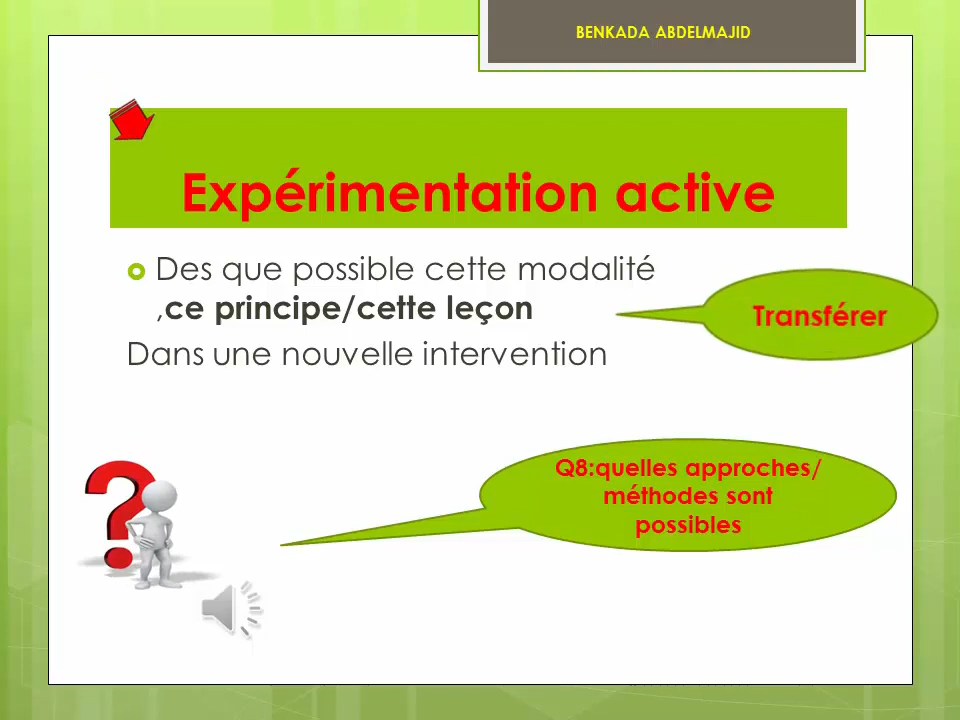 BENKADA ABDELMAJID
Expérimentation active
Des que possible cette modalité
,ce principe/cette leçon
Transférer
Dans une nouvelle intervention
Q8:quelles approches/
méthodes sont
possibles